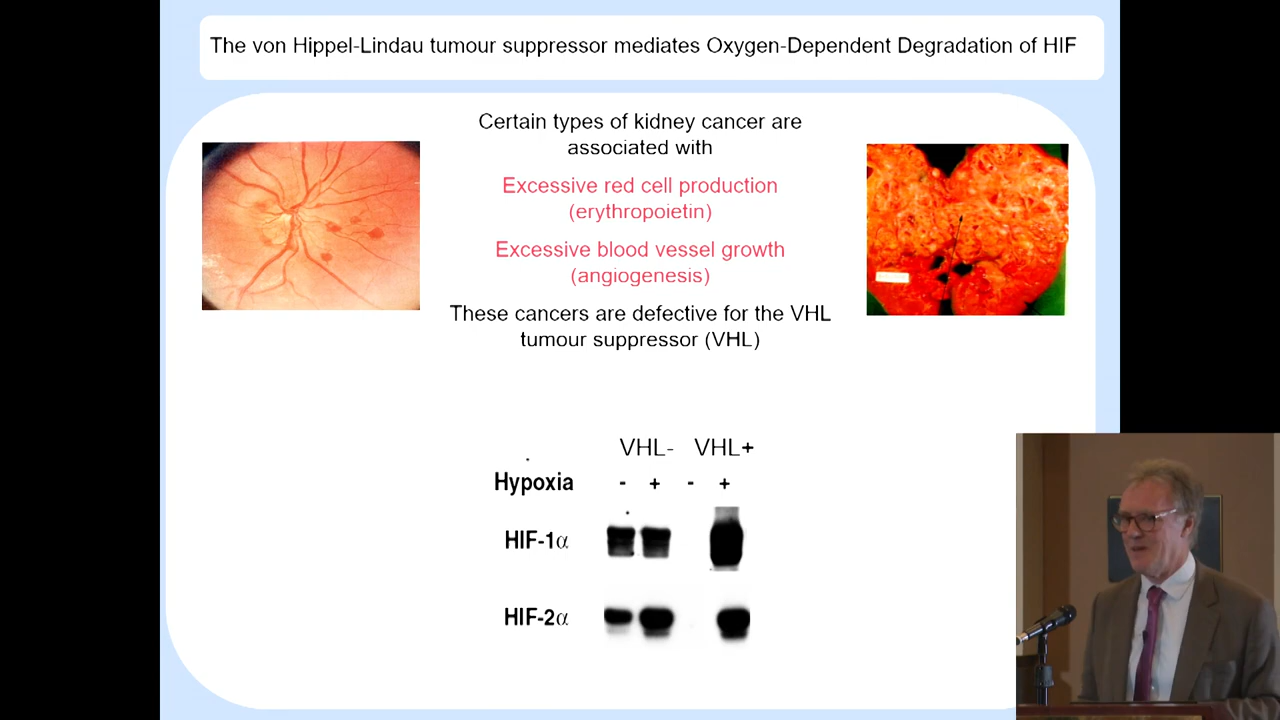 The von Hippel-Lindau tumour suppressor mediates Oxygen-Dependent Degradation of HIF
Certain types of kidney cancer are
associated with
Excessive red cell production
(erythropoietin)
Excessive blood vessel growth
(angiogenesis)
These cancers are defective for the VHL
tumour suppressor (VHL)
VHL- VHL+
Hypoxia - + - +
HIF-1α
HIF-2α